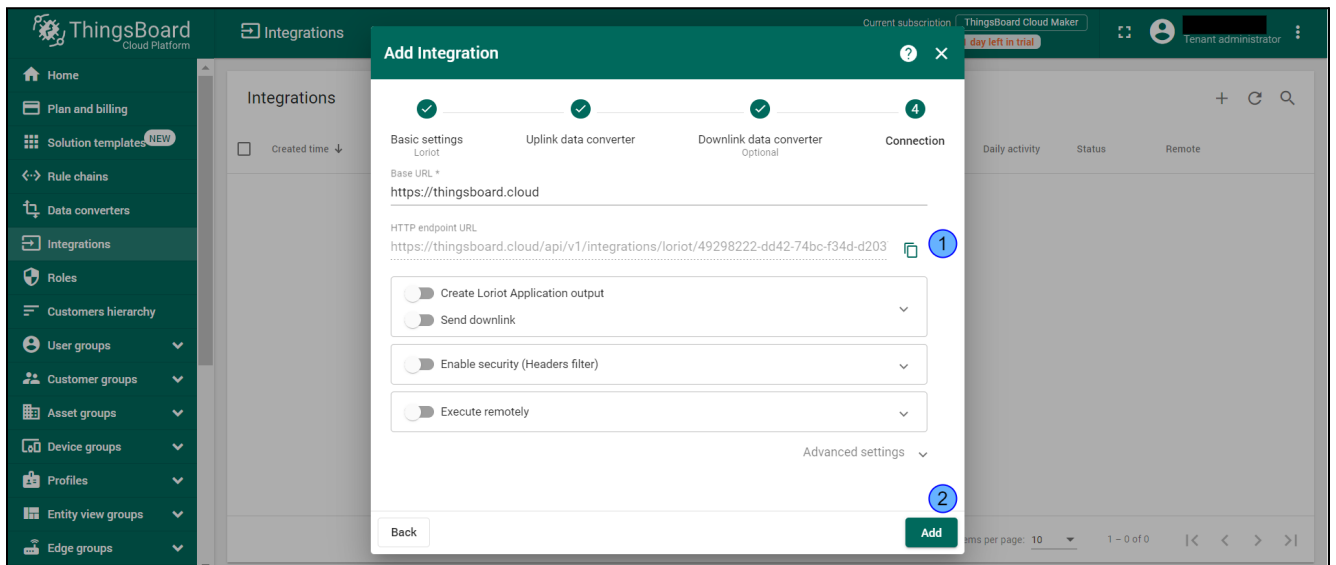 ThingsBoard
Cloud Platform
Integrations
Current subscription
ThingsBoard Cloud Maker
day left in trial
Tenant administrator
Home
Plan and billing
Solution templates NEW
Rule chains
Data converters
Integrations
Roles
Customers hierarchy
User groups
Customer groups
Asset groups
Device groups
Profiles
Entity view groups
Edge groups
Integrations
Created time
Daily activity
Status
Remote
Add Integration
?
4
Basic settings
Loriot
Uplink data converter
Downlink data converter
Optional
Connection
Base URL *
https://thingsboard.cloud
HTTP endpoint URL
https://thingsboard.cloud/api/v1/integrations/loriot/49298222-dd42-74bc-f34d-d203
1
Create Loriot Application output
Send downlink
Enable security (Headers filter)
Execute remotely
Advanced settings
2
Back
Add
ems per page: 10
1 – 0 of 0